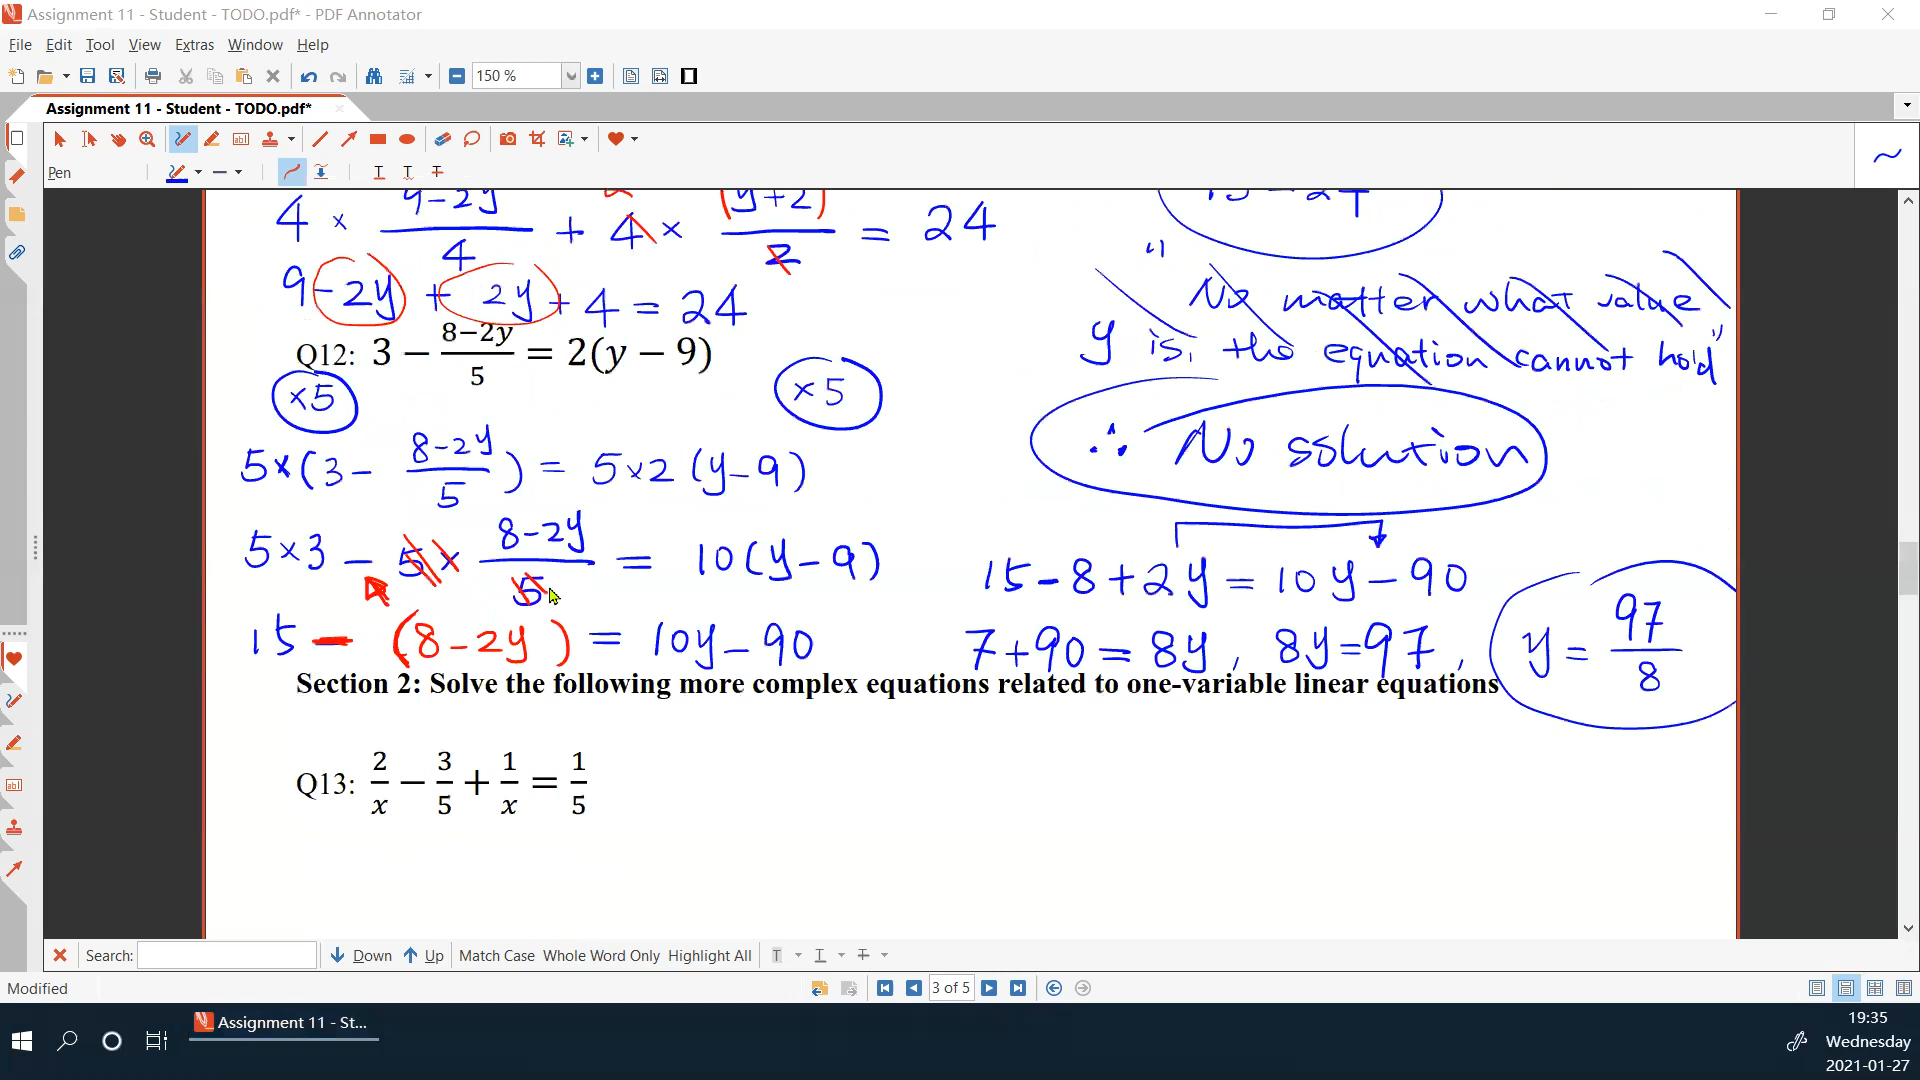 Assignment 11 - Student - TODO.pdf* - PDF Annotator
File Edit Tool View Extras Window Help
150 %
Assignment 11 - Student - TODO.pdf*
Pen
4 × (9-2y)/4 + 4 × (y+2)/2 = 24
9 - 2y + 2y + 4 = 24
"
No matter what value
y is, the equation cannot hold"
∴ No solution
Q12: 3 − (8−2y)/5 = 2(y − 9)
×5 ×5
5×(3 - (8-2y)/5) = 5×2 (y-9)
5×3 - 5× (8-2y)/5 = 10(y-9)
15 - (8-2y) = 10y - 90
15-8+2y = 10y-90
7+90 = 8y, 8y=97, y = 97/8
Section 2: Solve the following more complex equations related to one-variable linear equations
Q13: 2/x − 3/5 + 1/x = 1/5
Search: Down Up Match Case Whole Word Only Highlight All
Modified
3 of 5
Assignment 11 - St...
19:35
Wednesday
2021-01-27